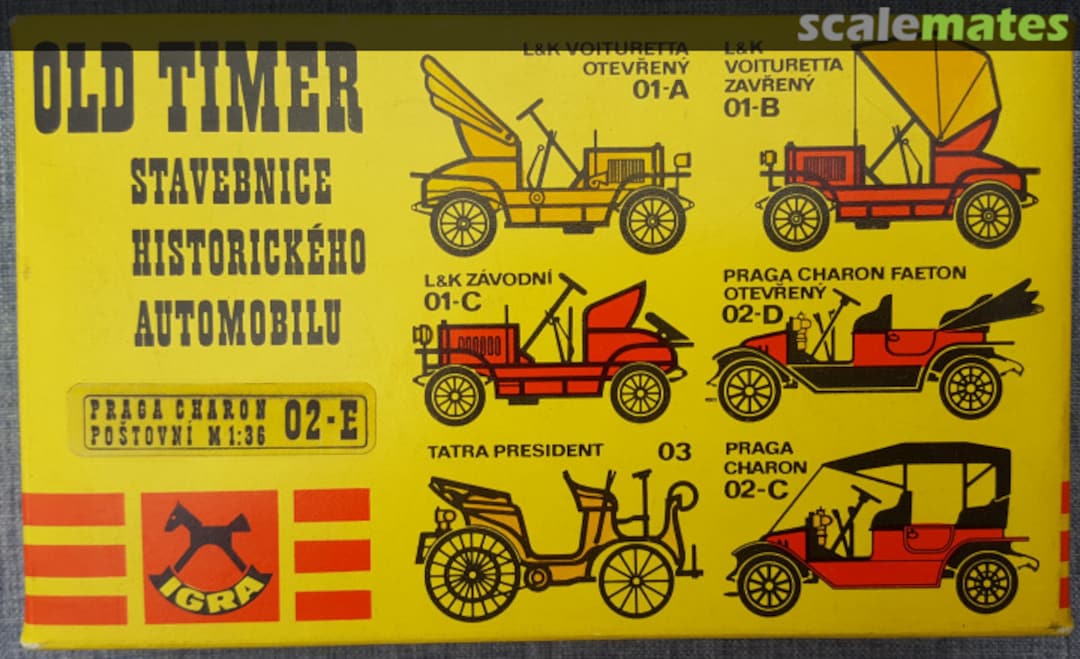 scalemates
OLD TIMER
STAVEBNICE
HISTORICKÉHO
AUTOMOBILU
PRAGA CHARON
POŠTOVNÍ M 1:36
02-E
IGRA
L&K VOITURETTA
OTEVŘENÝ
01-A
L&K
VOITURETTA
ZAVŘENÝ
01-B
L&K ZÁVODNÍ
01-C
PRAGA CHARON FAETON
OTEVŘENÝ
02-D
TATRA PRESIDENT 03
PRAGA
CHARON
02-C